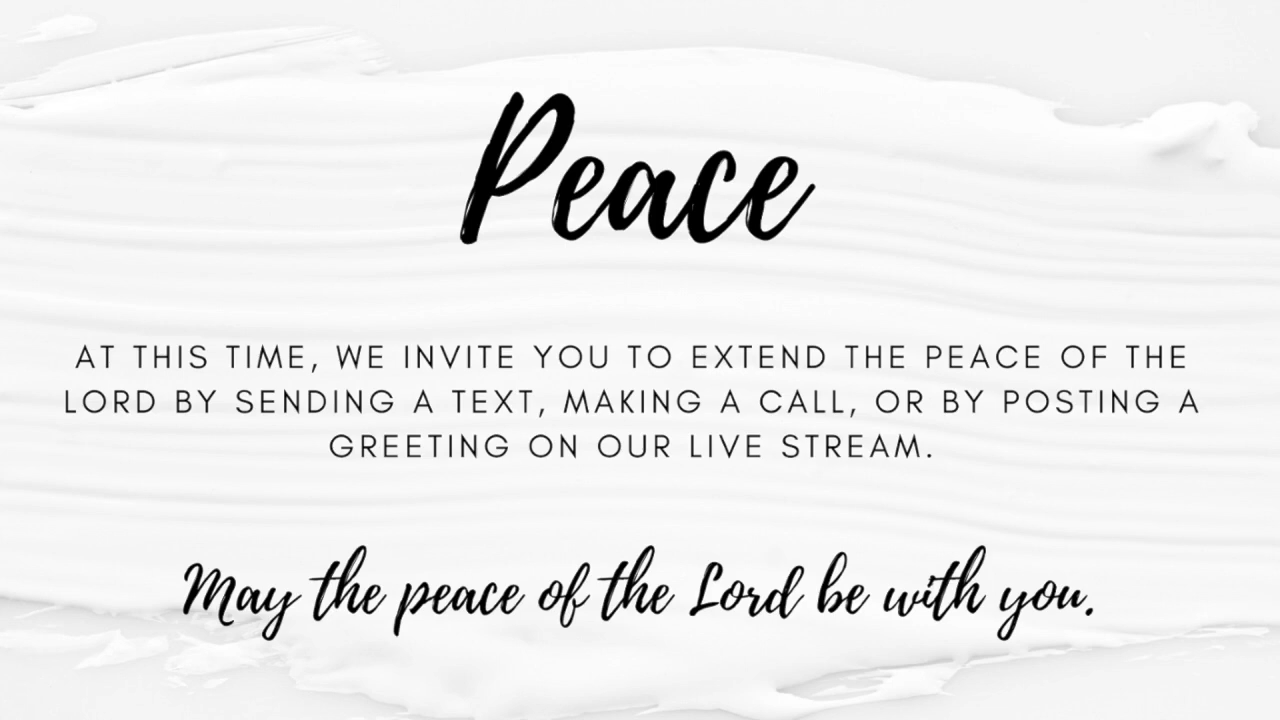 Peace
AT THIS TIME, WE INVITE YOU TO EXTEND THE PEACE OF THE
LORD BY SENDING A TEXT, MAKING A CALL, OR BY POSTING A
GREETING ON OUR LIVE STREAM.
May the peace of the Lord be with you.